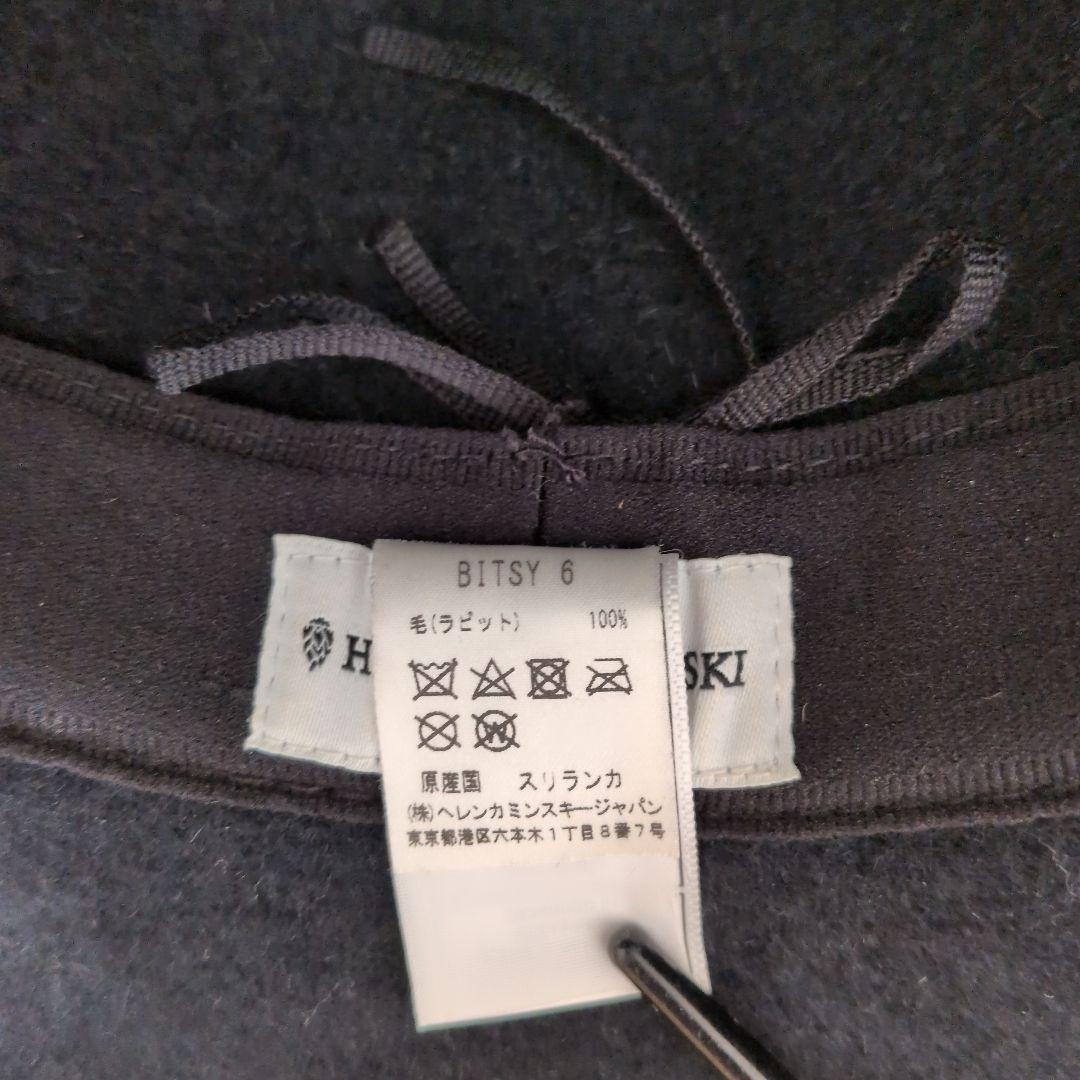 BITSY 6
毛(ラビット) 100%
H
SKI
W
原産国 スリランカ
(株)ヘレンカミンスキージャパン
東京都港区六本木1丁目8番7号